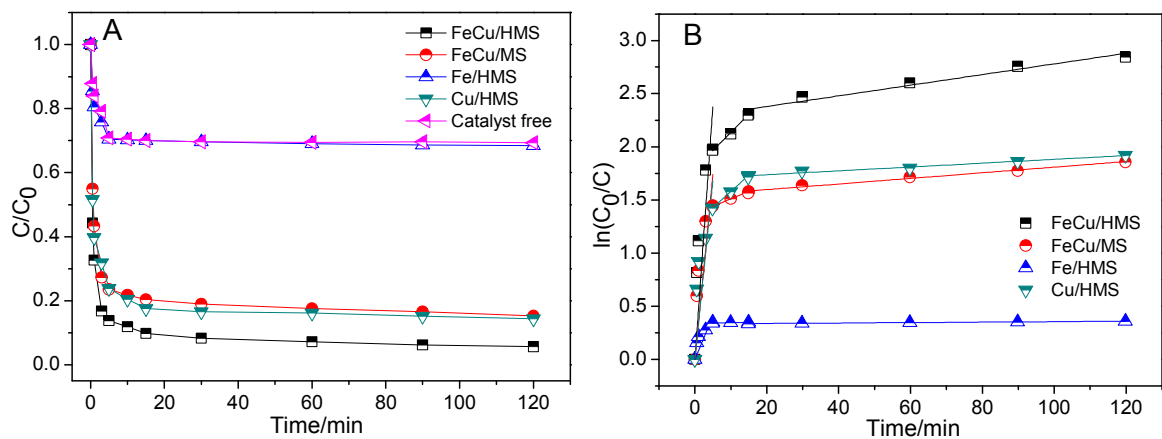 A
FeCu/HMS
FeCu/MS
Fe/HMS
Cu/HMS
Catalyst free
C/C₀
1.0
0.8
0.6
0.4
0.2
0.0
0 20 40 60 80 100 120
Time/min
B
ln(C₀/C)
3.0
2.5
2.0
1.5
1.0
0.5
0.0
FeCu/HMS
FeCu/MS
Fe/HMS
Cu/HMS
0 20 40 60 80 100 120
Time/min